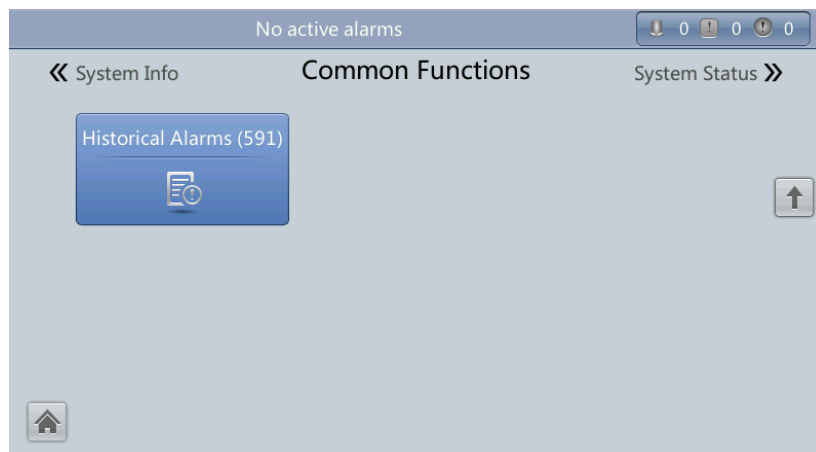 No active alarms
0 0 0
« System Info
Common Functions
System Status »
Historical Alarms (591)